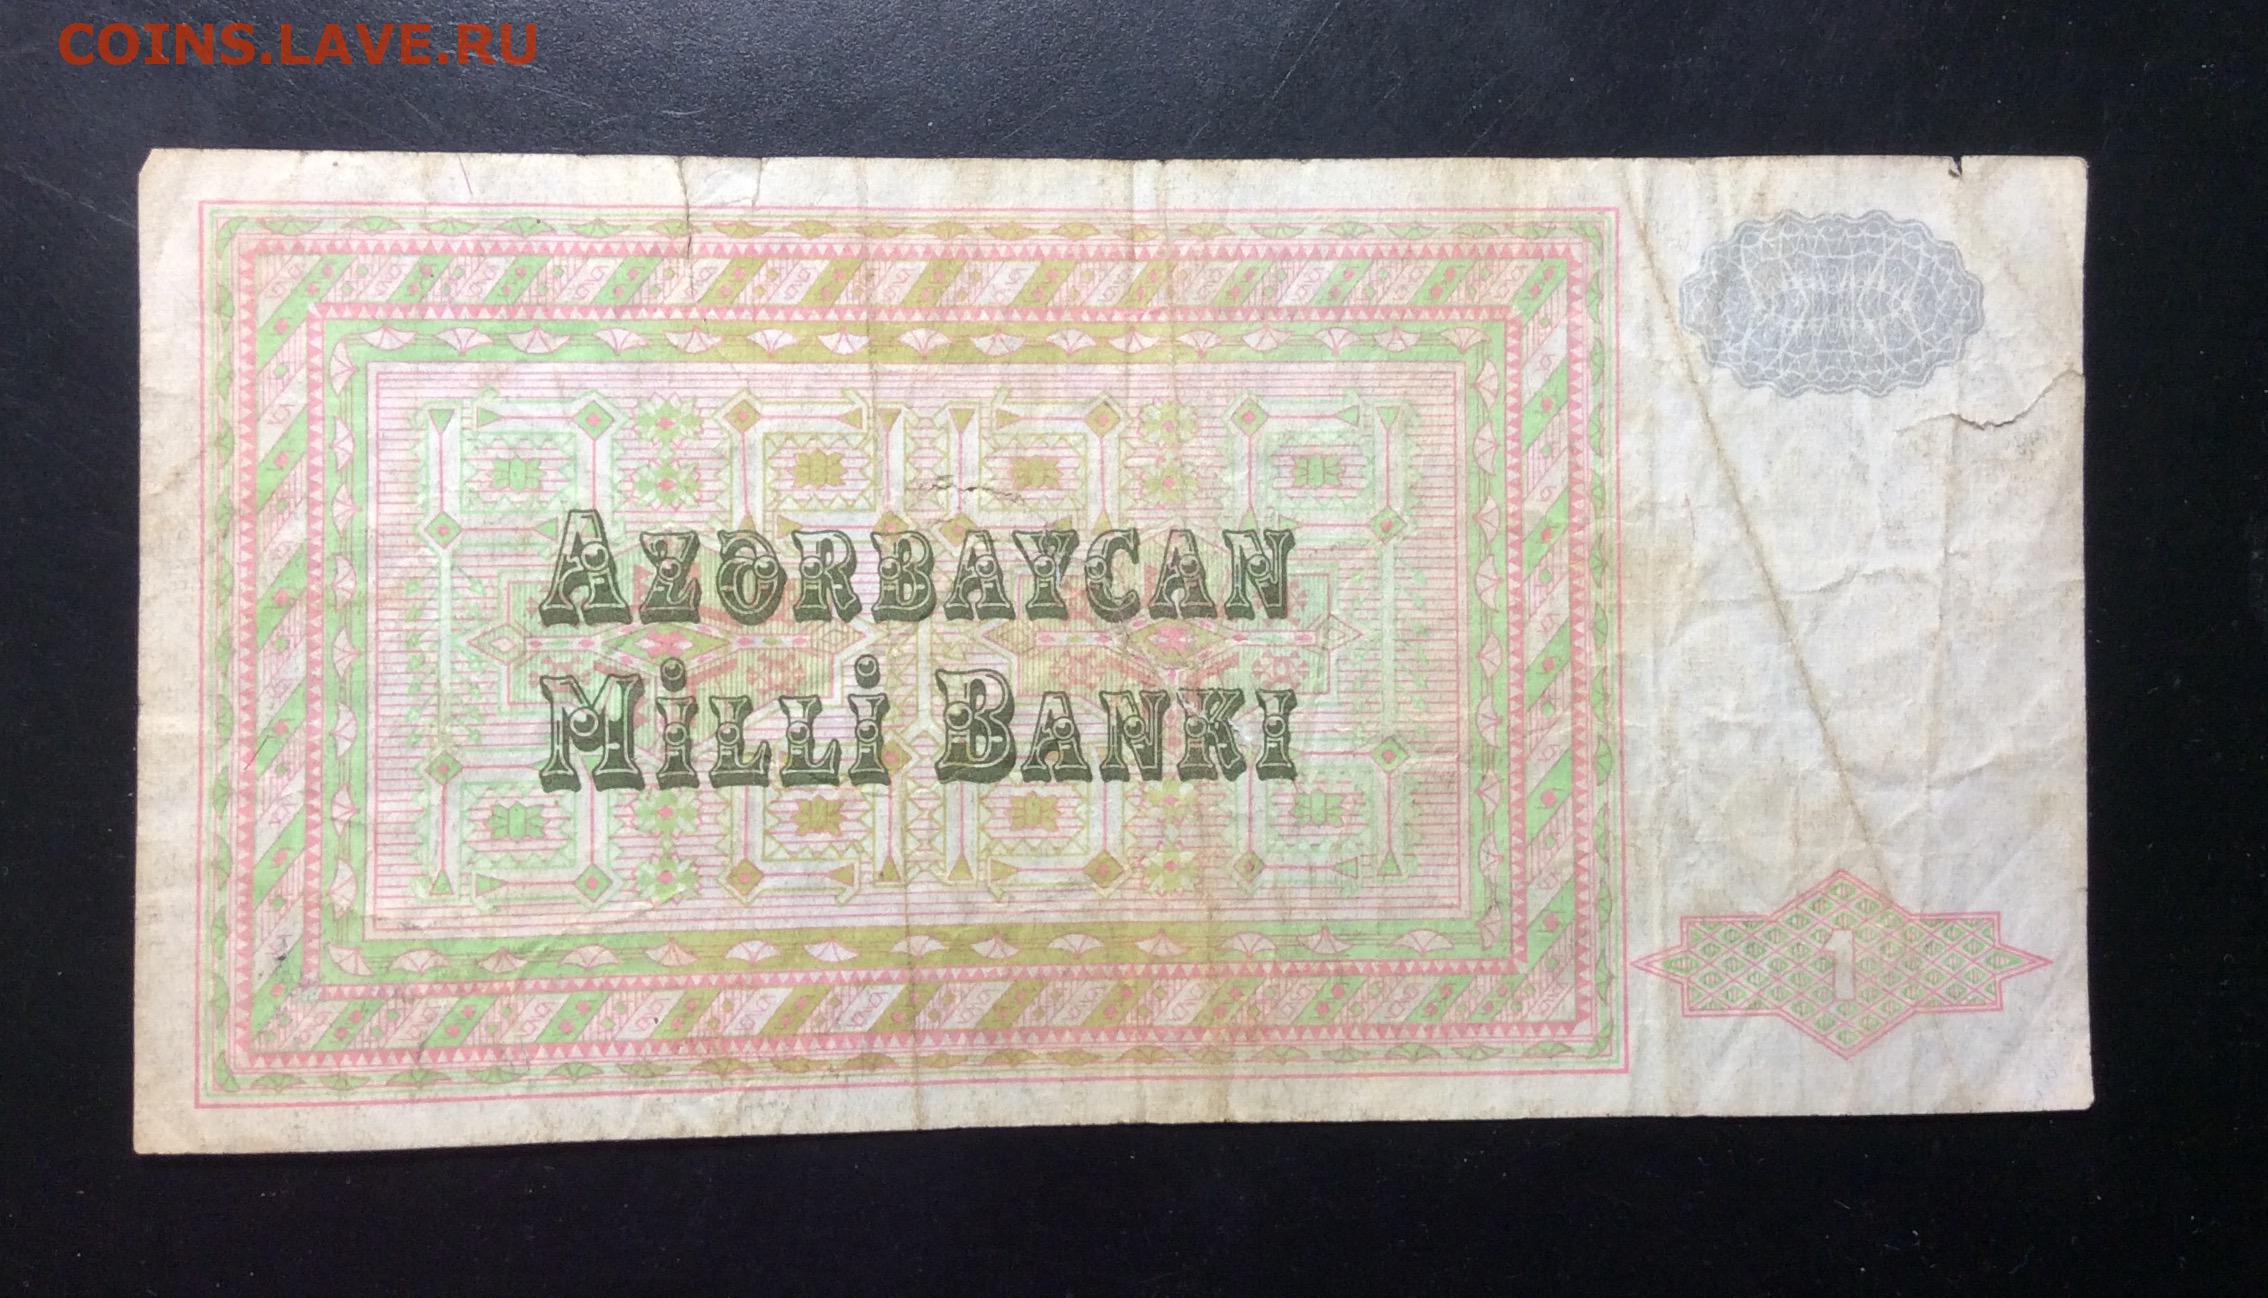 COINS.LAVE.RU
AZƏRBAYCAN
MİLLİ BANKI
1